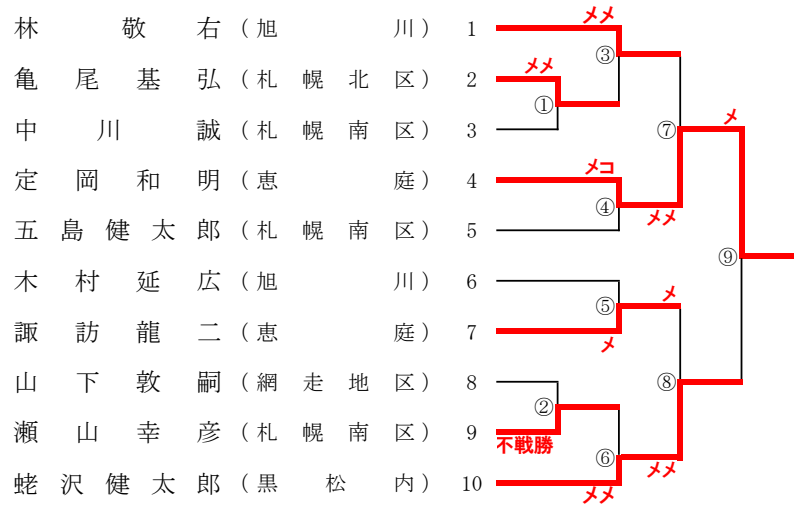 林敬右(旭川) 1
メメ
③
亀尾基弘(札幌北区) 2
メメ
①
中川誠(札幌南区) 3
⑦
メ
定岡和明(恵庭) 4
メコ
④
メメ
五島健太郎(札幌南区) 5
⑨
木村延広(旭川) 6
⑤
メ
諏訪龍二(恵庭) 7
メ
山下敦嗣(網走地区) 8
⑧
②
瀬山幸彦(札幌南区) 9
不戦勝
⑥
メメ
蛯沢健太郎(黒松内) 10
メメ